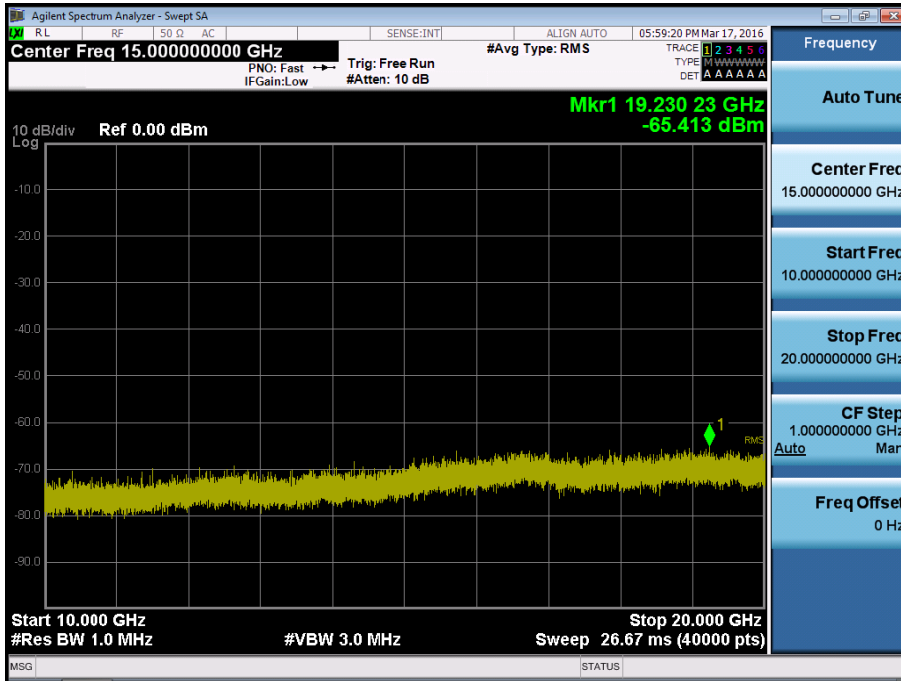 Agilent Spectrum Analyzer - Swept SA
LXI RL RF 50 Ω AC SENSE:INT ALIGN AUTO 05:59:20 PM Mar 17, 2016
Center Freq 15.000000000 GHz
PNO: Fast
IFGain:Low
Trig: Free Run
#Atten: 10 dB
#Avg Type: RMS
TRACE 1 2 3 4 5 6
TYPE M WWWWW
DET A A A A A A
Mkr1 19.230 23 GHz
-65.413 dBm
10 dB/div
Log
Ref 0.00 dBm
-10.0
-20.0
-30.0
-40.0
-50.0
-60.0
-70.0
-80.0
-90.0
1
RMS
Start 10.000 GHz
Stop 20.000 GHz
#Res BW 1.0 MHz
#VBW 3.0 MHz
Sweep 26.67 ms (40000 pts)
MSG
STATUS
Frequency
Auto Tune
Center Freq
15.000000000 GHz
Start Freq
10.000000000 GHz
Stop Freq
20.000000000 GHz
CF Step
1.000000000 GHz
Auto Man
Freq Offset
0 Hz